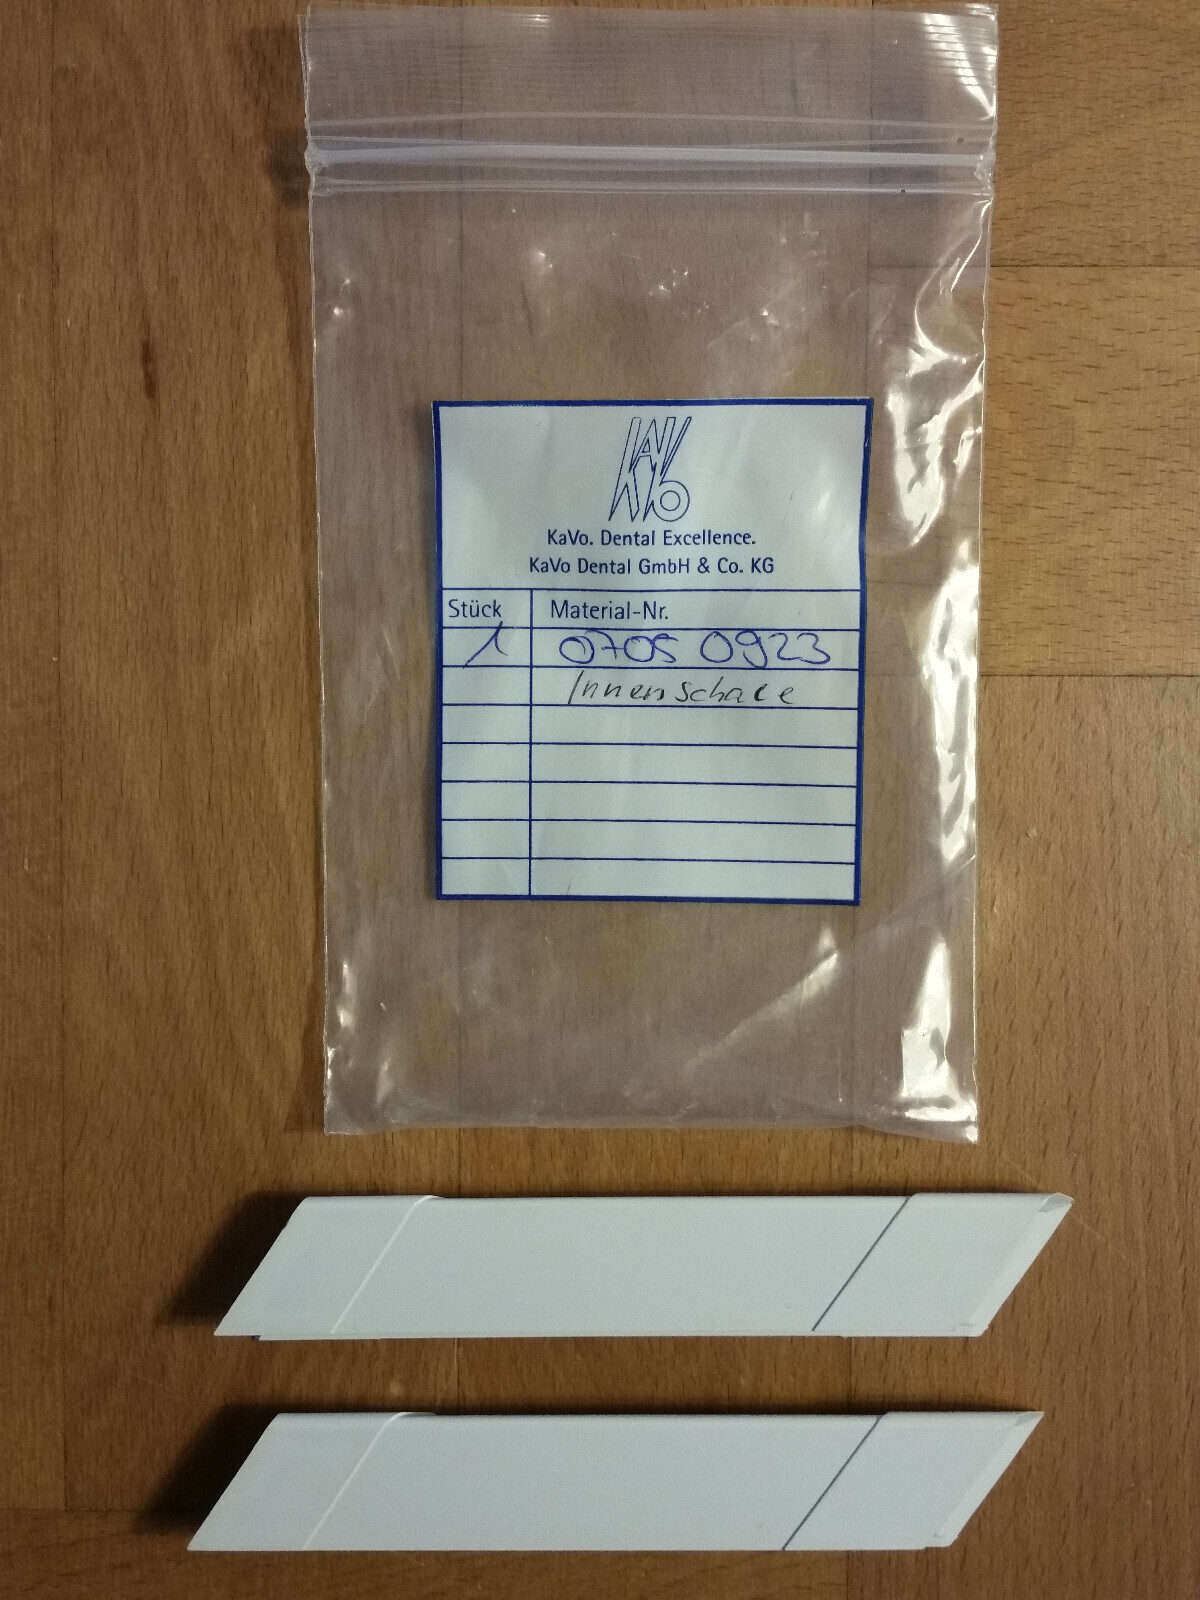 KaVo
KaVo. Dental Excellence.
KaVo Dental GmbH & Co. KG
Stück Material-Nr.
1 0705 0923
Innenschale